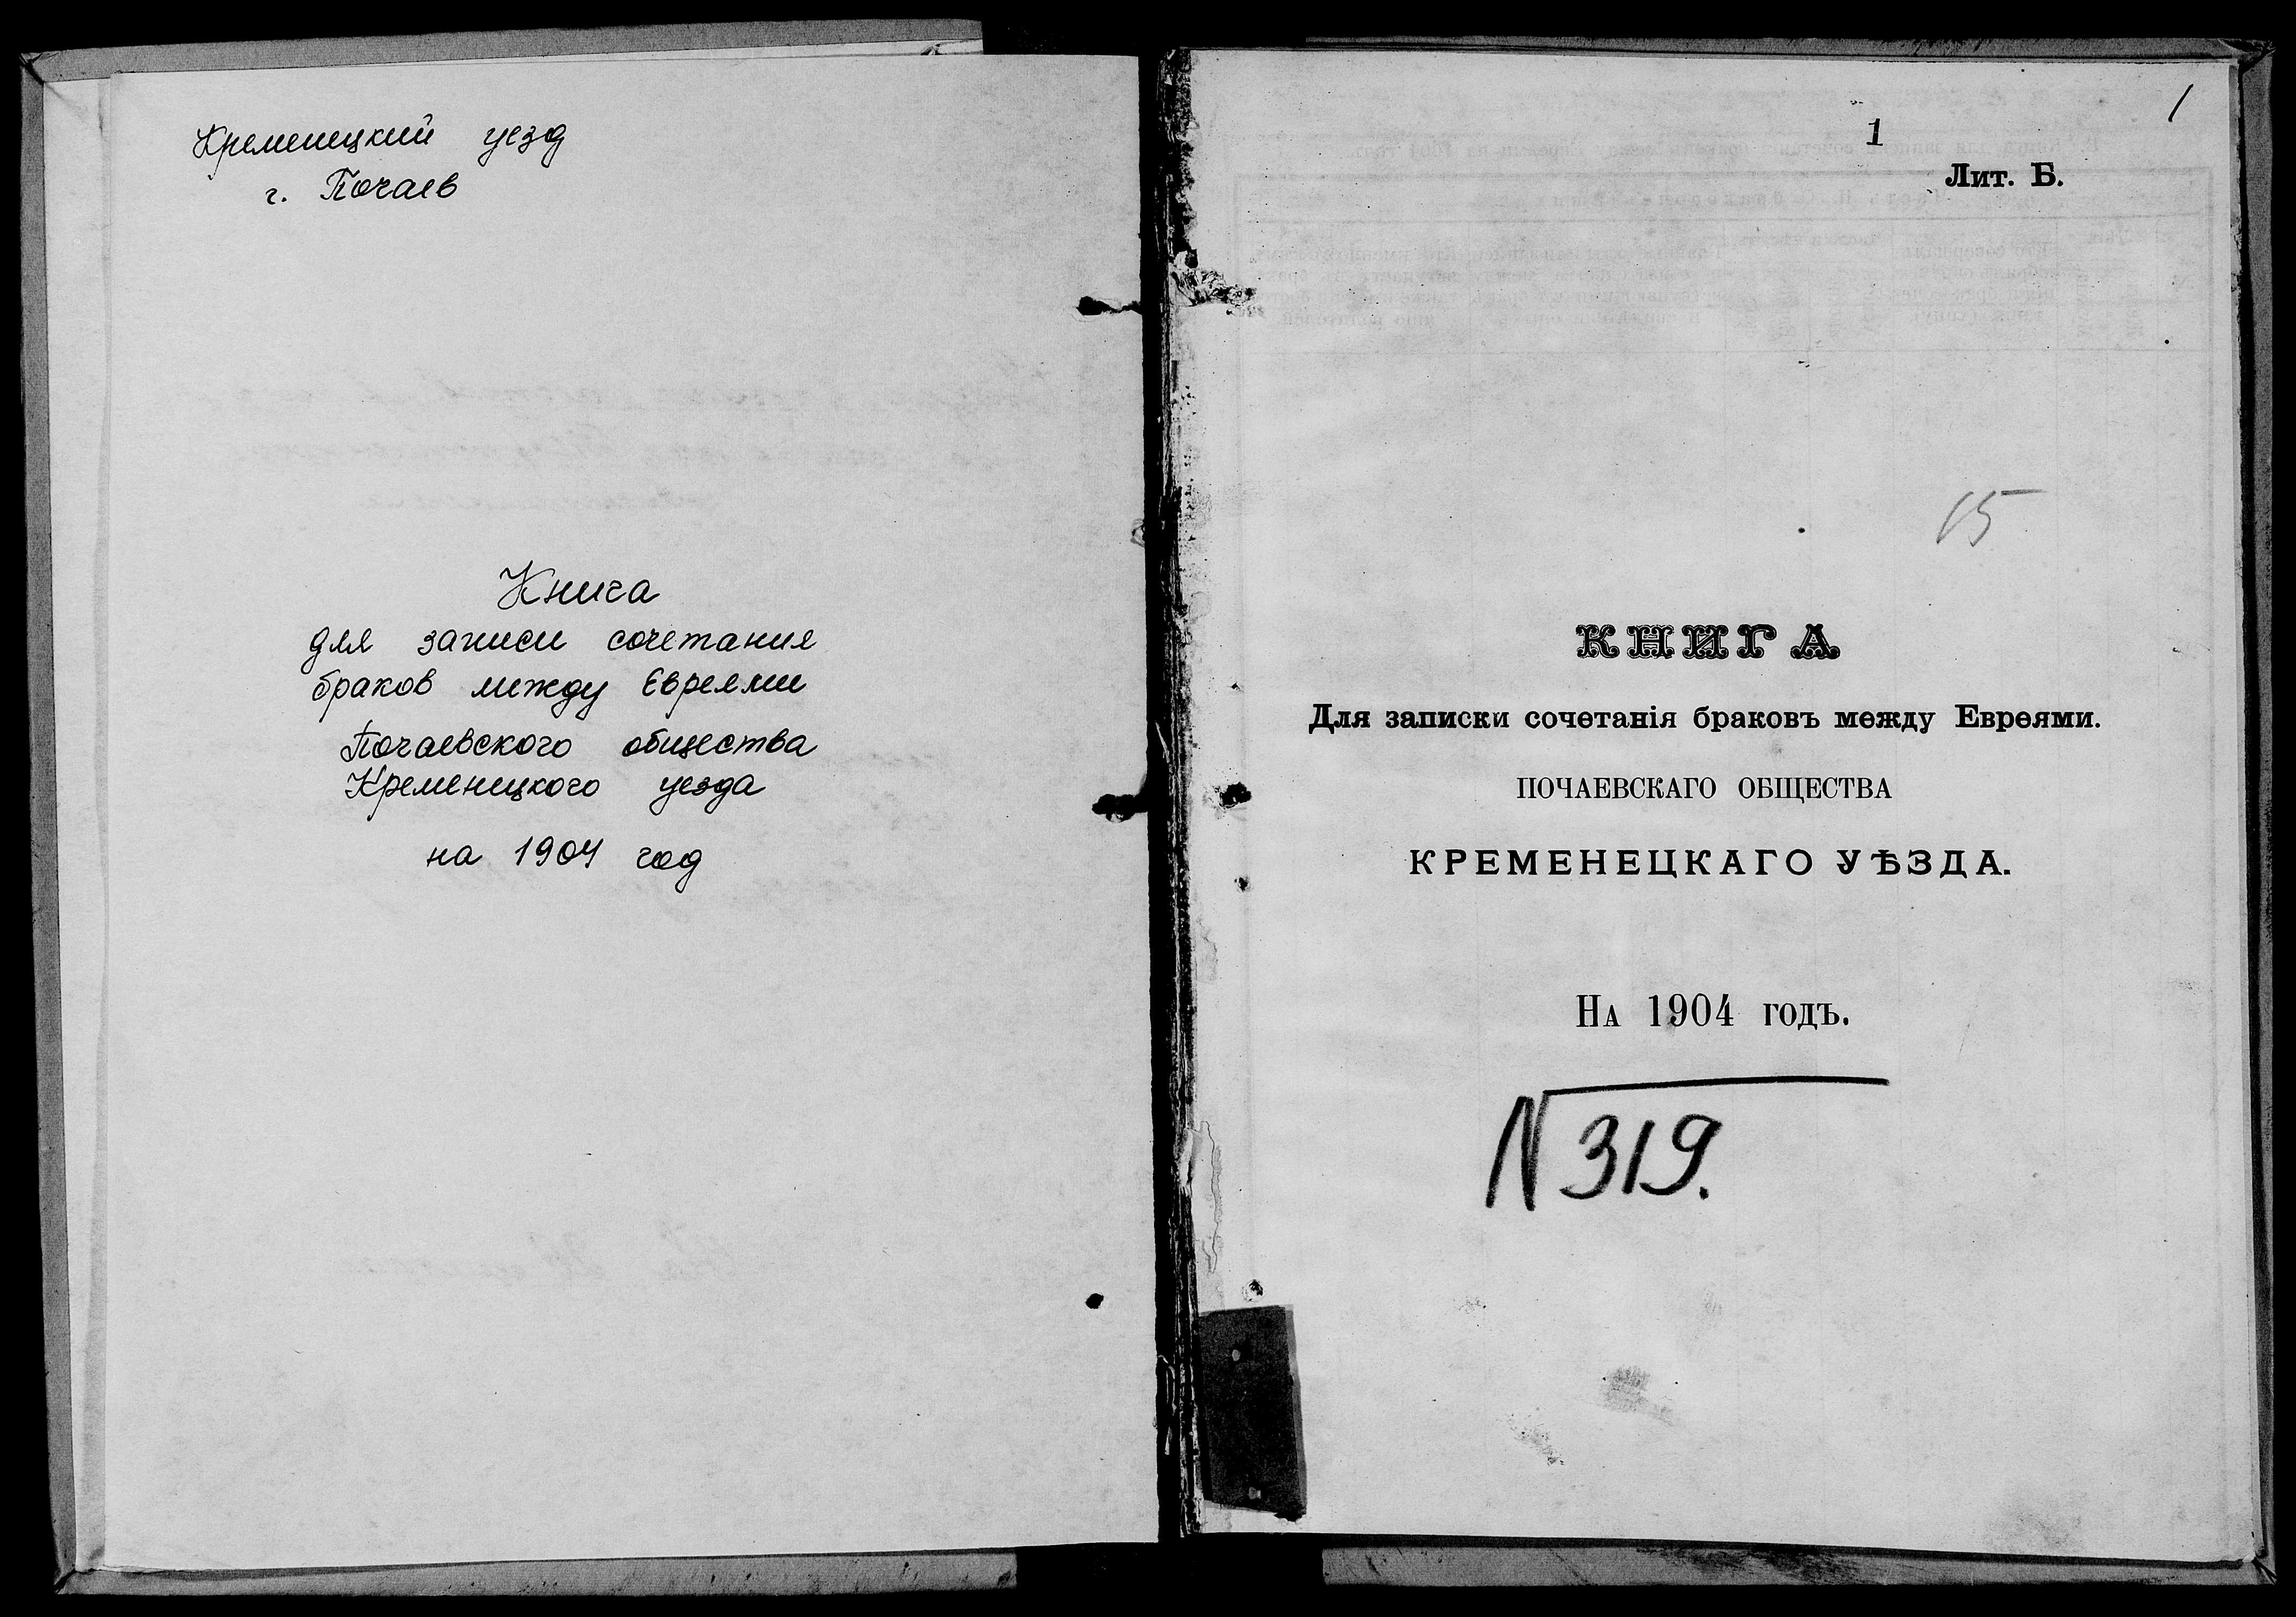 Кременецкий уезд
г. Почаев
Книга
для записи сочетания
браков между Евреями
Почаевского общества
Кременецкого уезда
на 1904 год
1
1
Лит. Б.
15
КНИГА
Для записки сочетанія браковъ между Евреями.
ПОЧАЕВСКАГО ОБЩЕСТВА
КРЕМЕНЕЦКАГО УѢЗДА.
На 1904 годъ.
N 319.